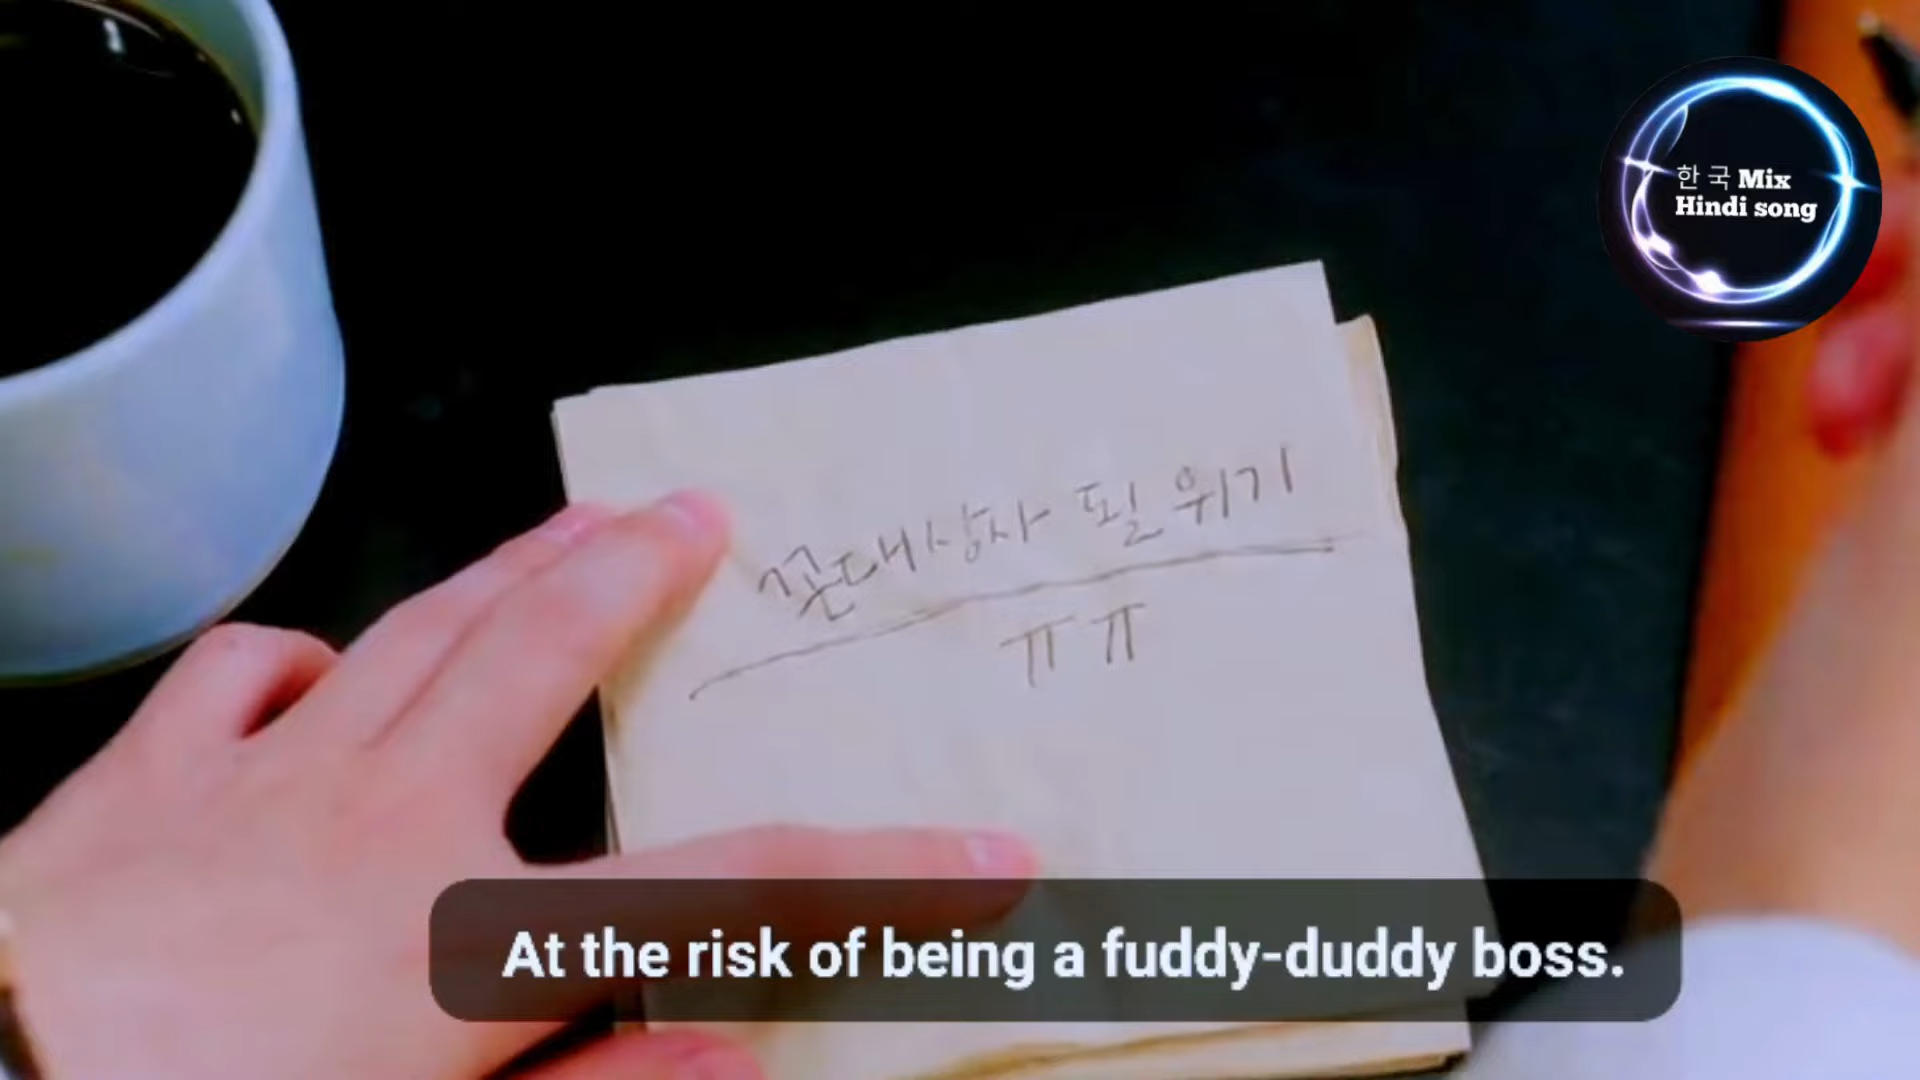 한 국 Mix
Hindi song
꼰대상사 필 위기
ㅠㅠ
At the risk of being a fuddy-duddy boss.